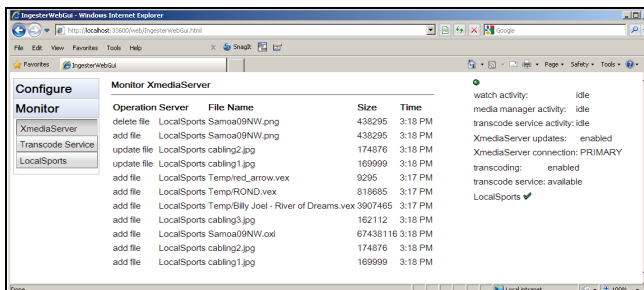 IngesterWebGui - Windows Internet Explorer
http://localhost:33600/web/IngesterWebGui.html
Google
File Edit View Favorites Tools Help
SnagIt
Favorites
IngesterWebGui
Page
Safety
Tools
Configure
Monitor
XmediaServer
Transcode Service
LocalSports
Monitor XmediaServer
Operation Server File Name Size Time
delete file LocalSports Samoa09NW.png 438295 3:18 PM
add file LocalSports Samoa09NW.png 438295 3:18 PM
update file LocalSports cabling2.jpg 174876 3:18 PM
update file LocalSports cabling1.jpg 169999 3:18 PM
add file LocalSports Temp/red_arrow.vex 9295 3:17 PM
add file LocalSports Temp/ROND.vex 818685 3:17 PM
add file LocalSports Temp/Billy Joel - River of Dreams.vex 3907465 3:17 PM
add file LocalSports cabling3.jpg 162112 3:18 PM
add file LocalSports Samoa09NW.oxi 67438116 3:18 PM
add file LocalSports cabling2.jpg 174876 3:18 PM
add file LocalSports cabling1.jpg 169999 3:18 PM
watch activity: idle
media manager activity: idle
transcode service activity: idle
XmediaServer updates: enabled
XmediaServer connection: PRIMARY
transcoding: enabled
transcode service: available
LocalSports
Done
Local intranet
100%